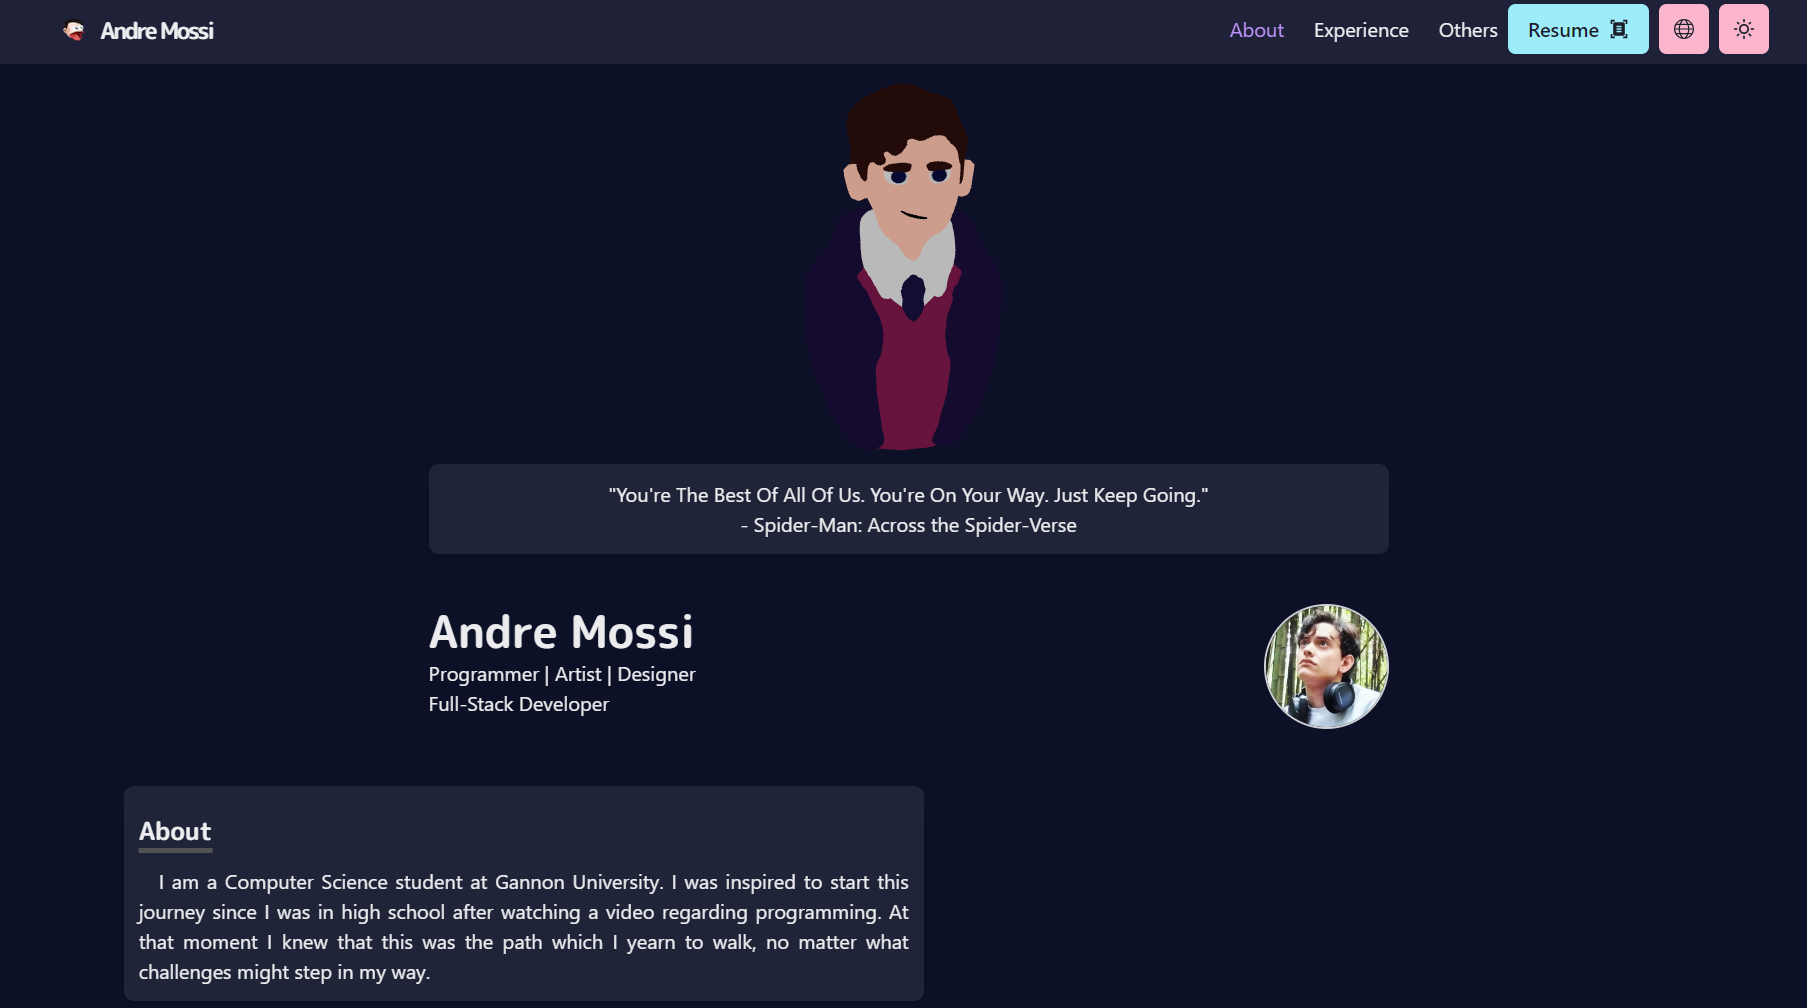 Andre Mossi
About Experience Others Resume
"You're The Best Of All Of Us. You're On Your Way. Just Keep Going."
- Spider-Man: Across the Spider-Verse
Andre Mossi
Programmer | Artist | Designer
Full-Stack Developer
About
I am a Computer Science student at Gannon University. I was inspired to start this
journey since I was in high school after watching a video regarding programming. At
that moment I knew that this was the path which I yearn to walk, no matter what
challenges might step in my way.